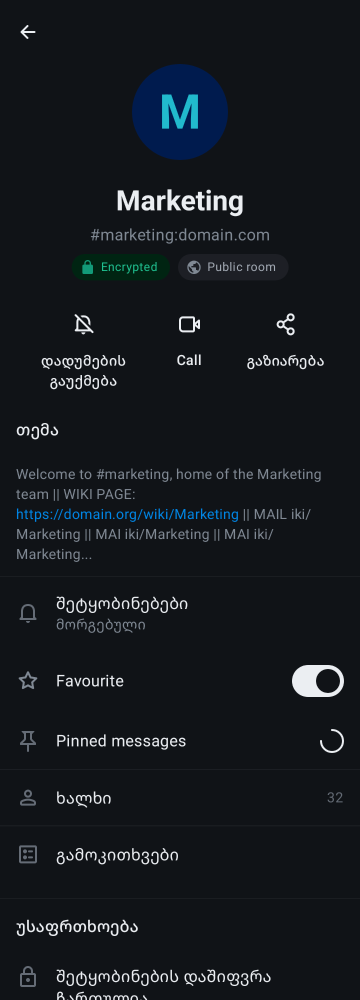 M
Marketing
#marketing:domain.com
Encrypted
Public room
დადუმების
გაუქმება
Call
გაზიარება
თემა
Welcome to #marketing, home of the Marketing
team || WIKI PAGE:
https://domain.org/wiki/Marketing || MAIL iki/
Marketing || MAI iki/Marketing || MAI iki/
Marketing...
შეტყობინებები
მორგებული
Favourite
Pinned messages
ხალხი
32
გამოკითხვები
უსაფრთხოება
შეტყობინების დაშიფვრა
ჩართულია